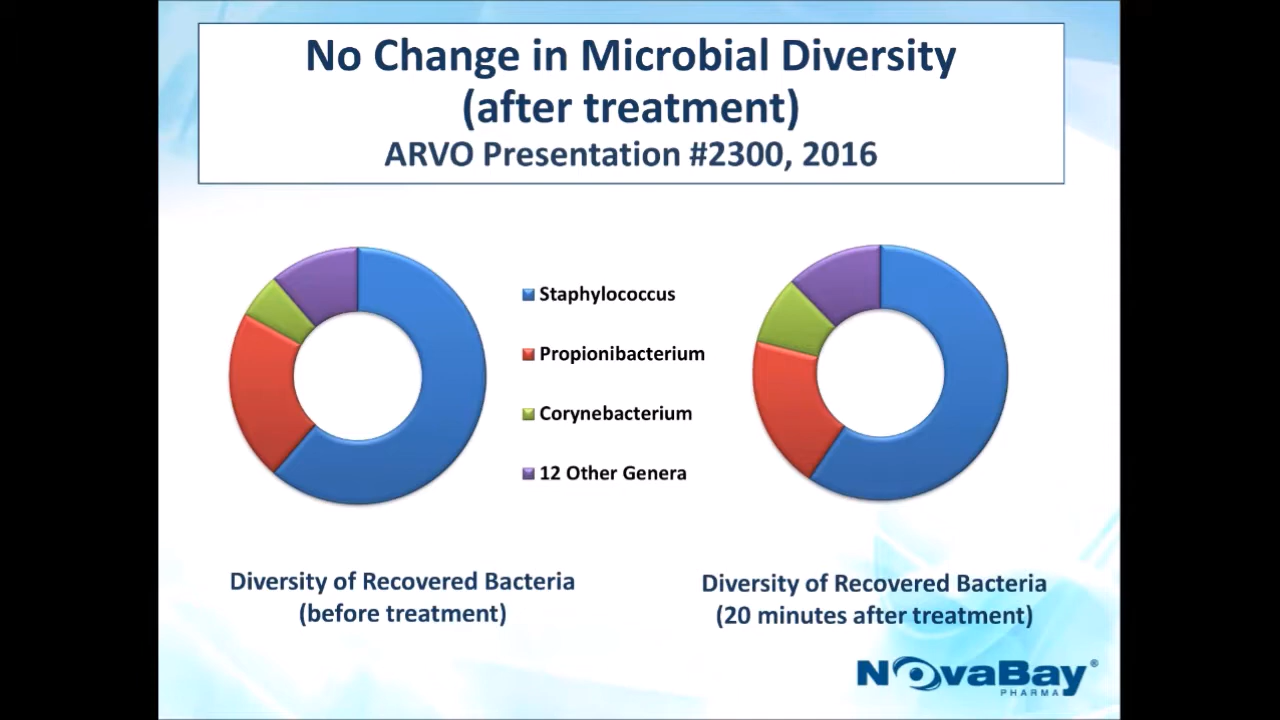 No Change in Microbial Diversity
(after treatment)
ARVO Presentation #2300, 2016
Staphylococcus
Propionibacterium
Corynebacterium
12 Other Genera
Diversity of Recovered Bacteria
(before treatment)
Diversity of Recovered Bacteria
(20 minutes after treatment)
NovaBay®
PHARMA